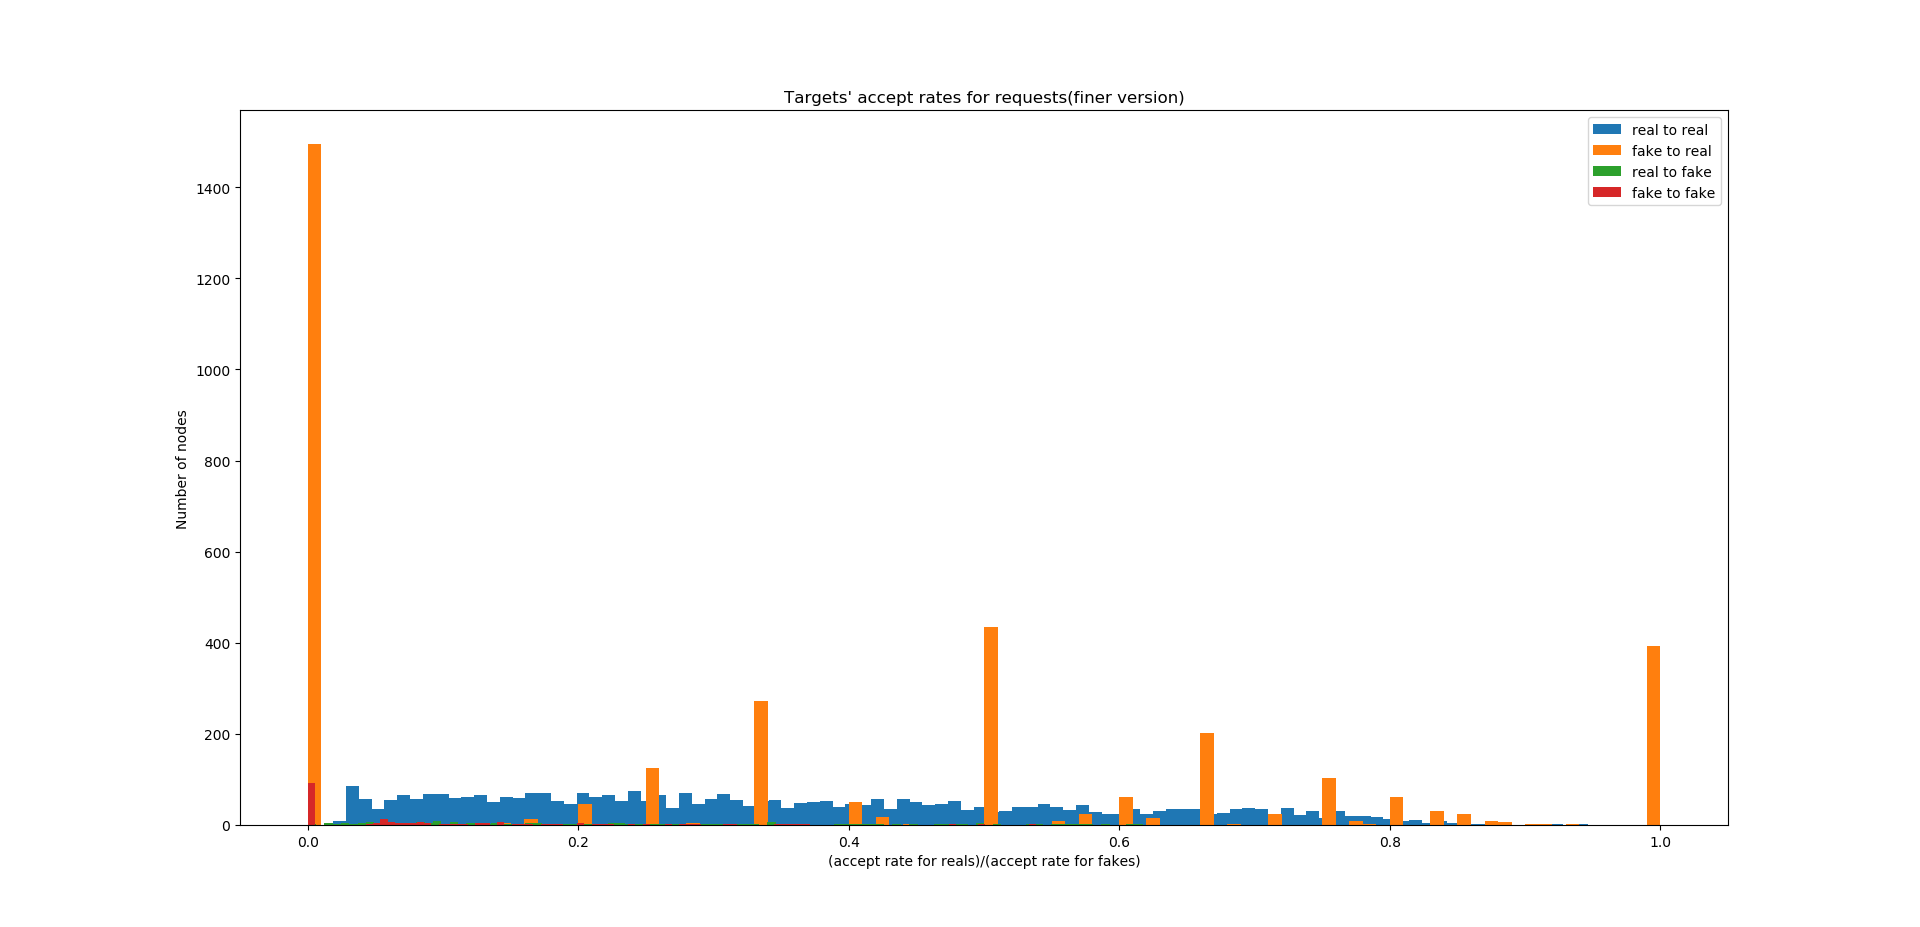 Targets' accept rates for requests(finer version)
real to real
fake to real
real to fake
fake to fake
1400
1200
1000
800
600
400
200
0
Number of nodes
0.0 0.2 0.4 0.6 0.8 1.0
(accept rate for reals)/(accept rate for fakes)